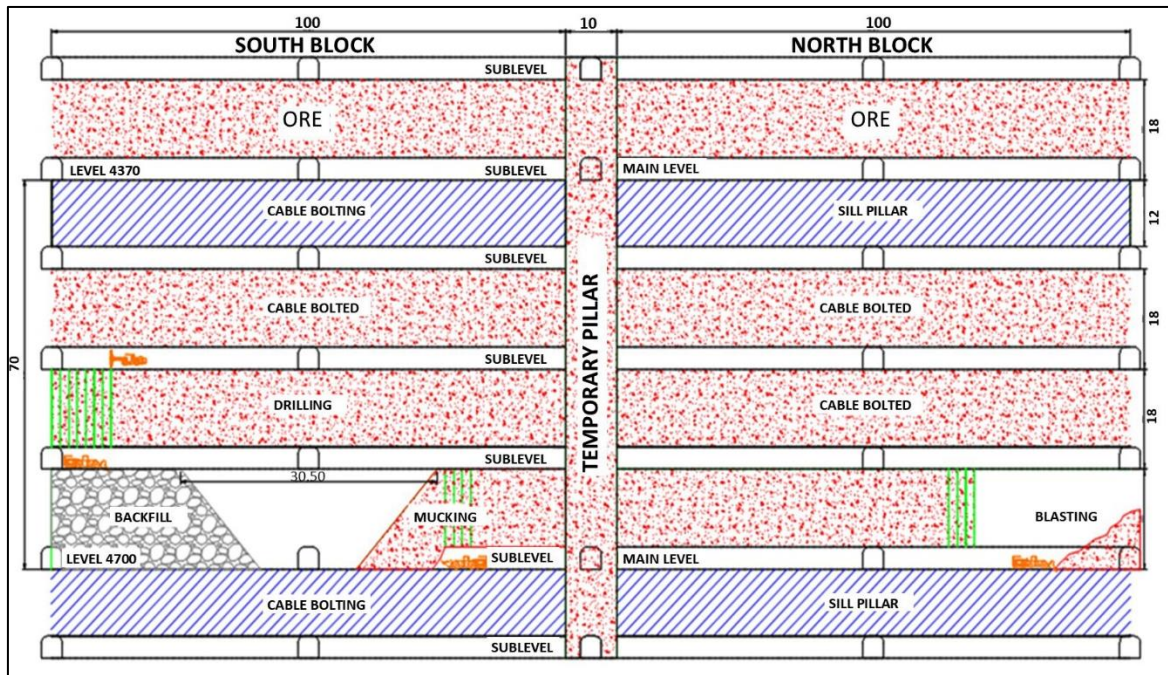 100 10 100
SOUTH BLOCK NORTH BLOCK
SUBLEVEL
ORE ORE
18
LEVEL 4370 SUBLEVEL MAIN LEVEL
CABLE BOLTING SILL PILLAR
12
SUBLEVEL
CABLE BOLTED CABLE BOLTED
18
70
TEMPORARY PILLAR
SUBLEVEL
DRILLING CABLE BOLTED
18
SUBLEVEL
30.50
BACKFILL MUCKING BLASTING
LEVEL 4700 SUBLEVEL MAIN LEVEL
CABLE BOLTING SILL PILLAR
SUBLEVEL